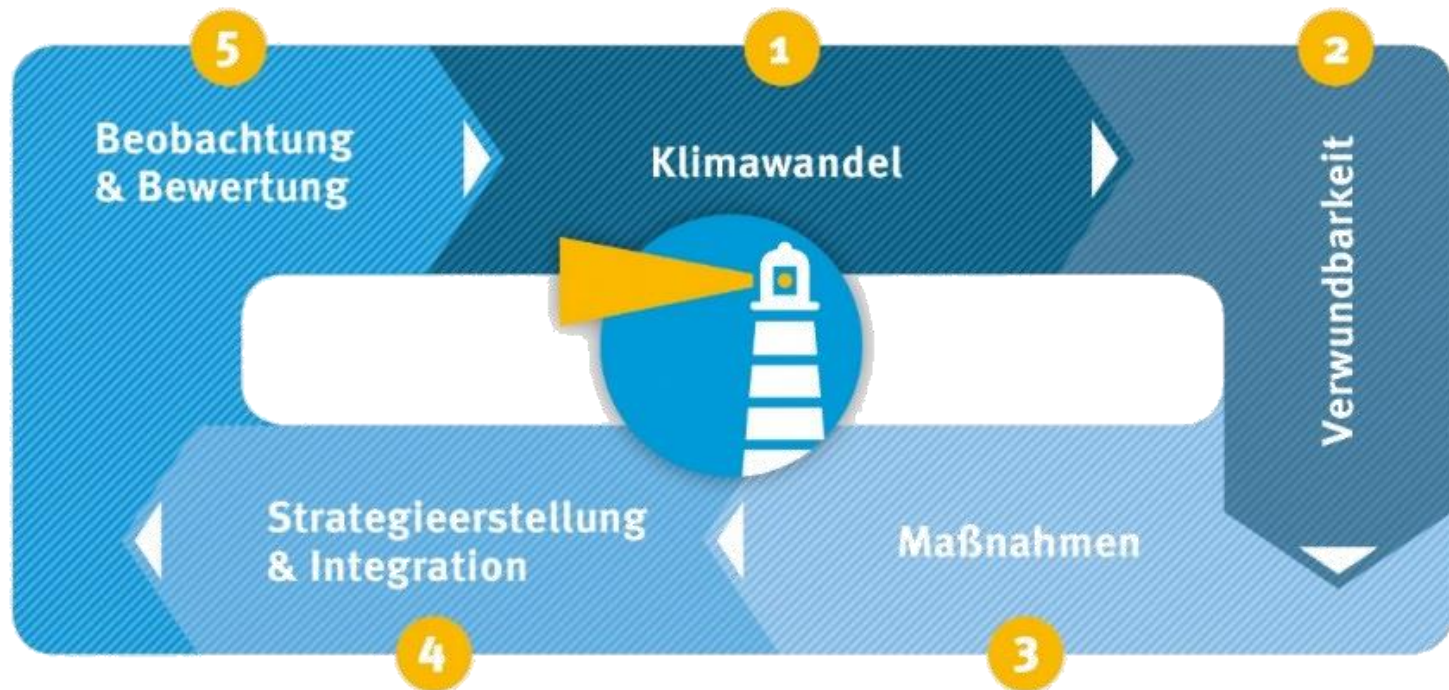 5
Beobachtung
& Bewertung
1
Klimawandel
2
Verwundbarkeit
3
Maßnahmen
4
Strategieerstellung
& Integration